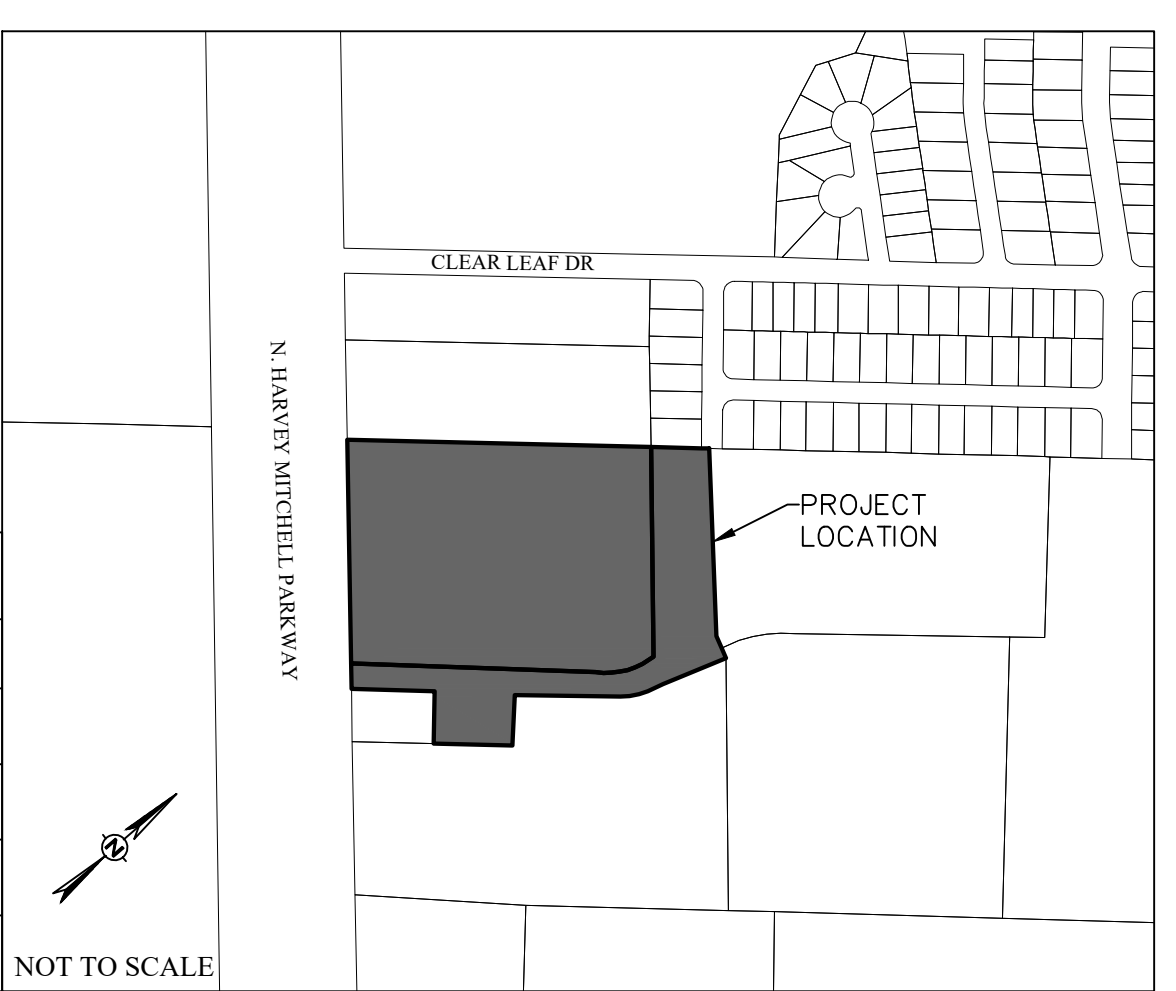 CLEAR LEAF DR
N. HARVEY MITCHELL PARKWAY
PROJECT
LOCATION
N
NOT TO SCALE